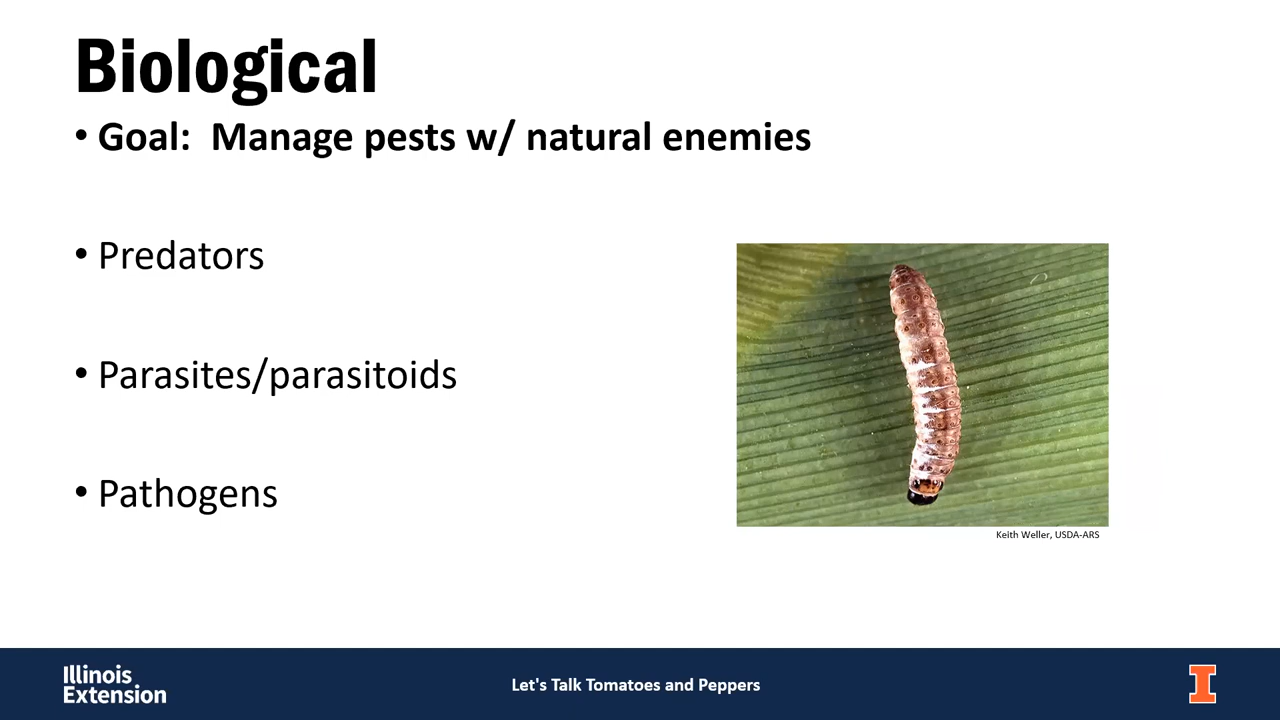 Biological
• Goal:  Manage pests w/ natural enemies
• Predators
• Parasites/parasitoids
• Pathogens
Keith Weller, USDA-ARS
Illinois
Extension
Let's Talk Tomatoes and Peppers
I